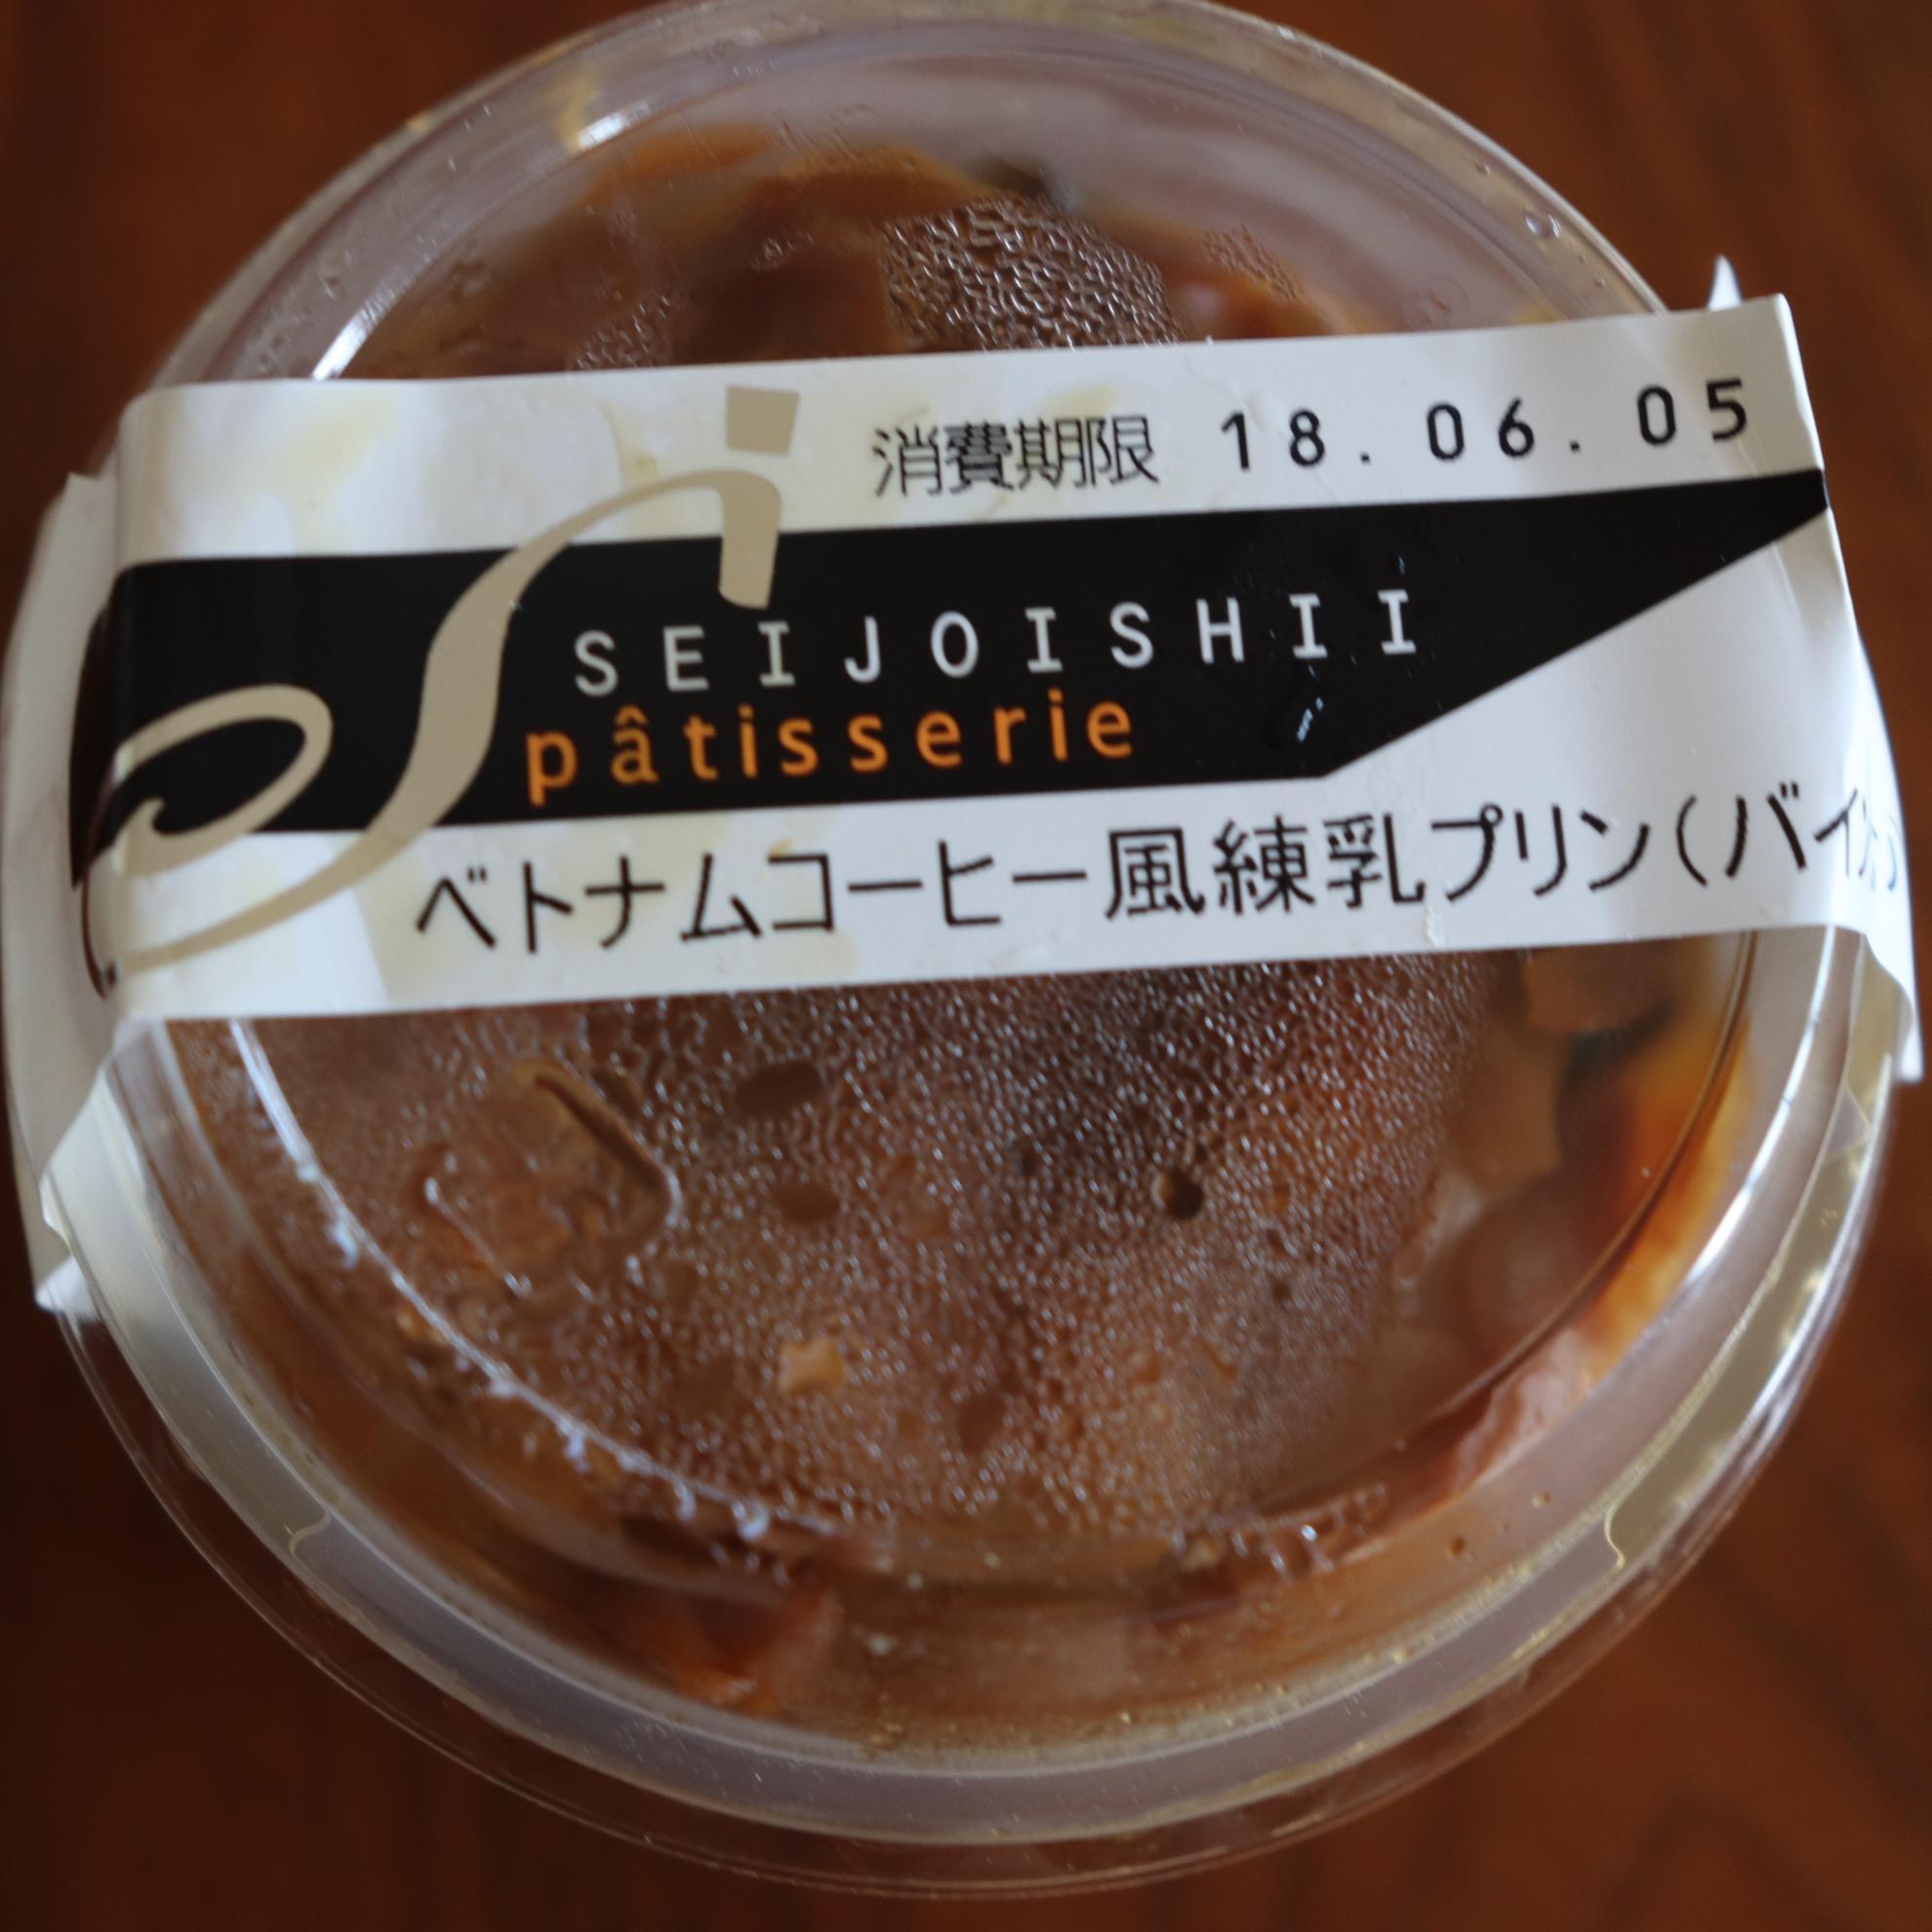 消費期限 18.06.05
SEIJOISHII
pâtisserie
ベトナムコーヒー風練乳プリン(バイ